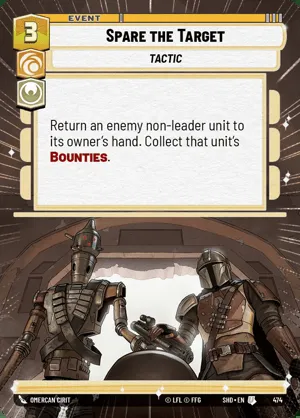 EVENT
3
SPARE THE TARGET
TACTIC
Return an enemy non-leader unit to
its owner's hand. Collect that unit's
BOUNTIES.
OMERCAN CIRIT
© LFL © FFG
SHD • EN
474